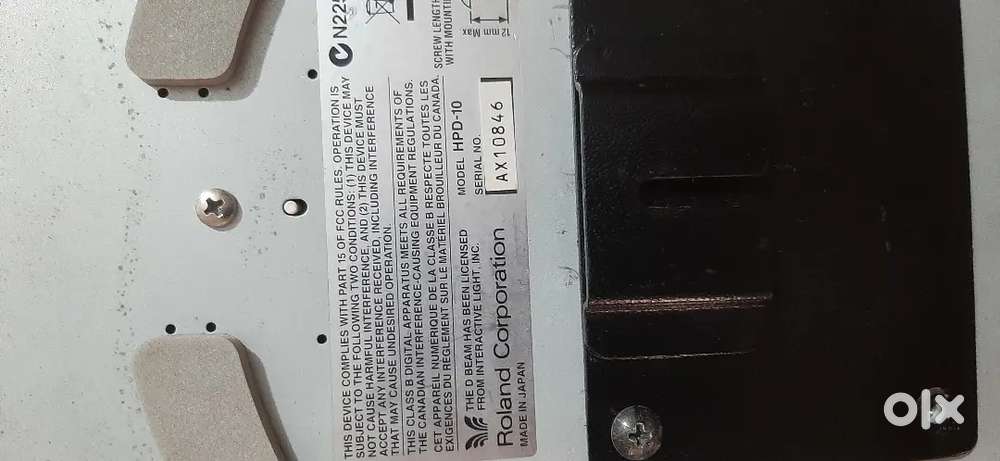 N225
THIS DEVICE COMPLIES WITH PART 15 OF FCC RULES. OPERATION IS
SUBJECT TO THE FOLLOWING TWO CONDITIONS: (1) THIS DEVICE MAY
NOT CAUSE HARMFUL INTERFERENCE, AND (2) THIS DEVICE MUST
ACCEPT ANY INTERFERENCE RECEIVED, INCLUDING INTERFERENCE
THAT MAY CAUSE UNDESIRED OPERATION.
THIS CLASS B DIGITAL APPARATUS MEETS ALL REQUIREMENTS OF
THE CANADIAN INTERFERENCE-CAUSING EQUIPMENT REGULATIONS.
CET APPAREIL NUMERIQUE DE LA CLASSE B RESPECTE TOUTES LES
EXIGENCES DU REGLEMENT SUR LE MATERIEL BROUILLEUR DU CANADA.
SCREW LENGTH
WITH MOUNTIN
12 mm Max
THE D BEAM HAS BEEN LICENSED
FROM INTERACTIVE LIGHT, INC.
MODEL HPD-10
SERIAL NO.
AX10846
Roland Corporation
MADE IN JAPAN
olx
INDIA